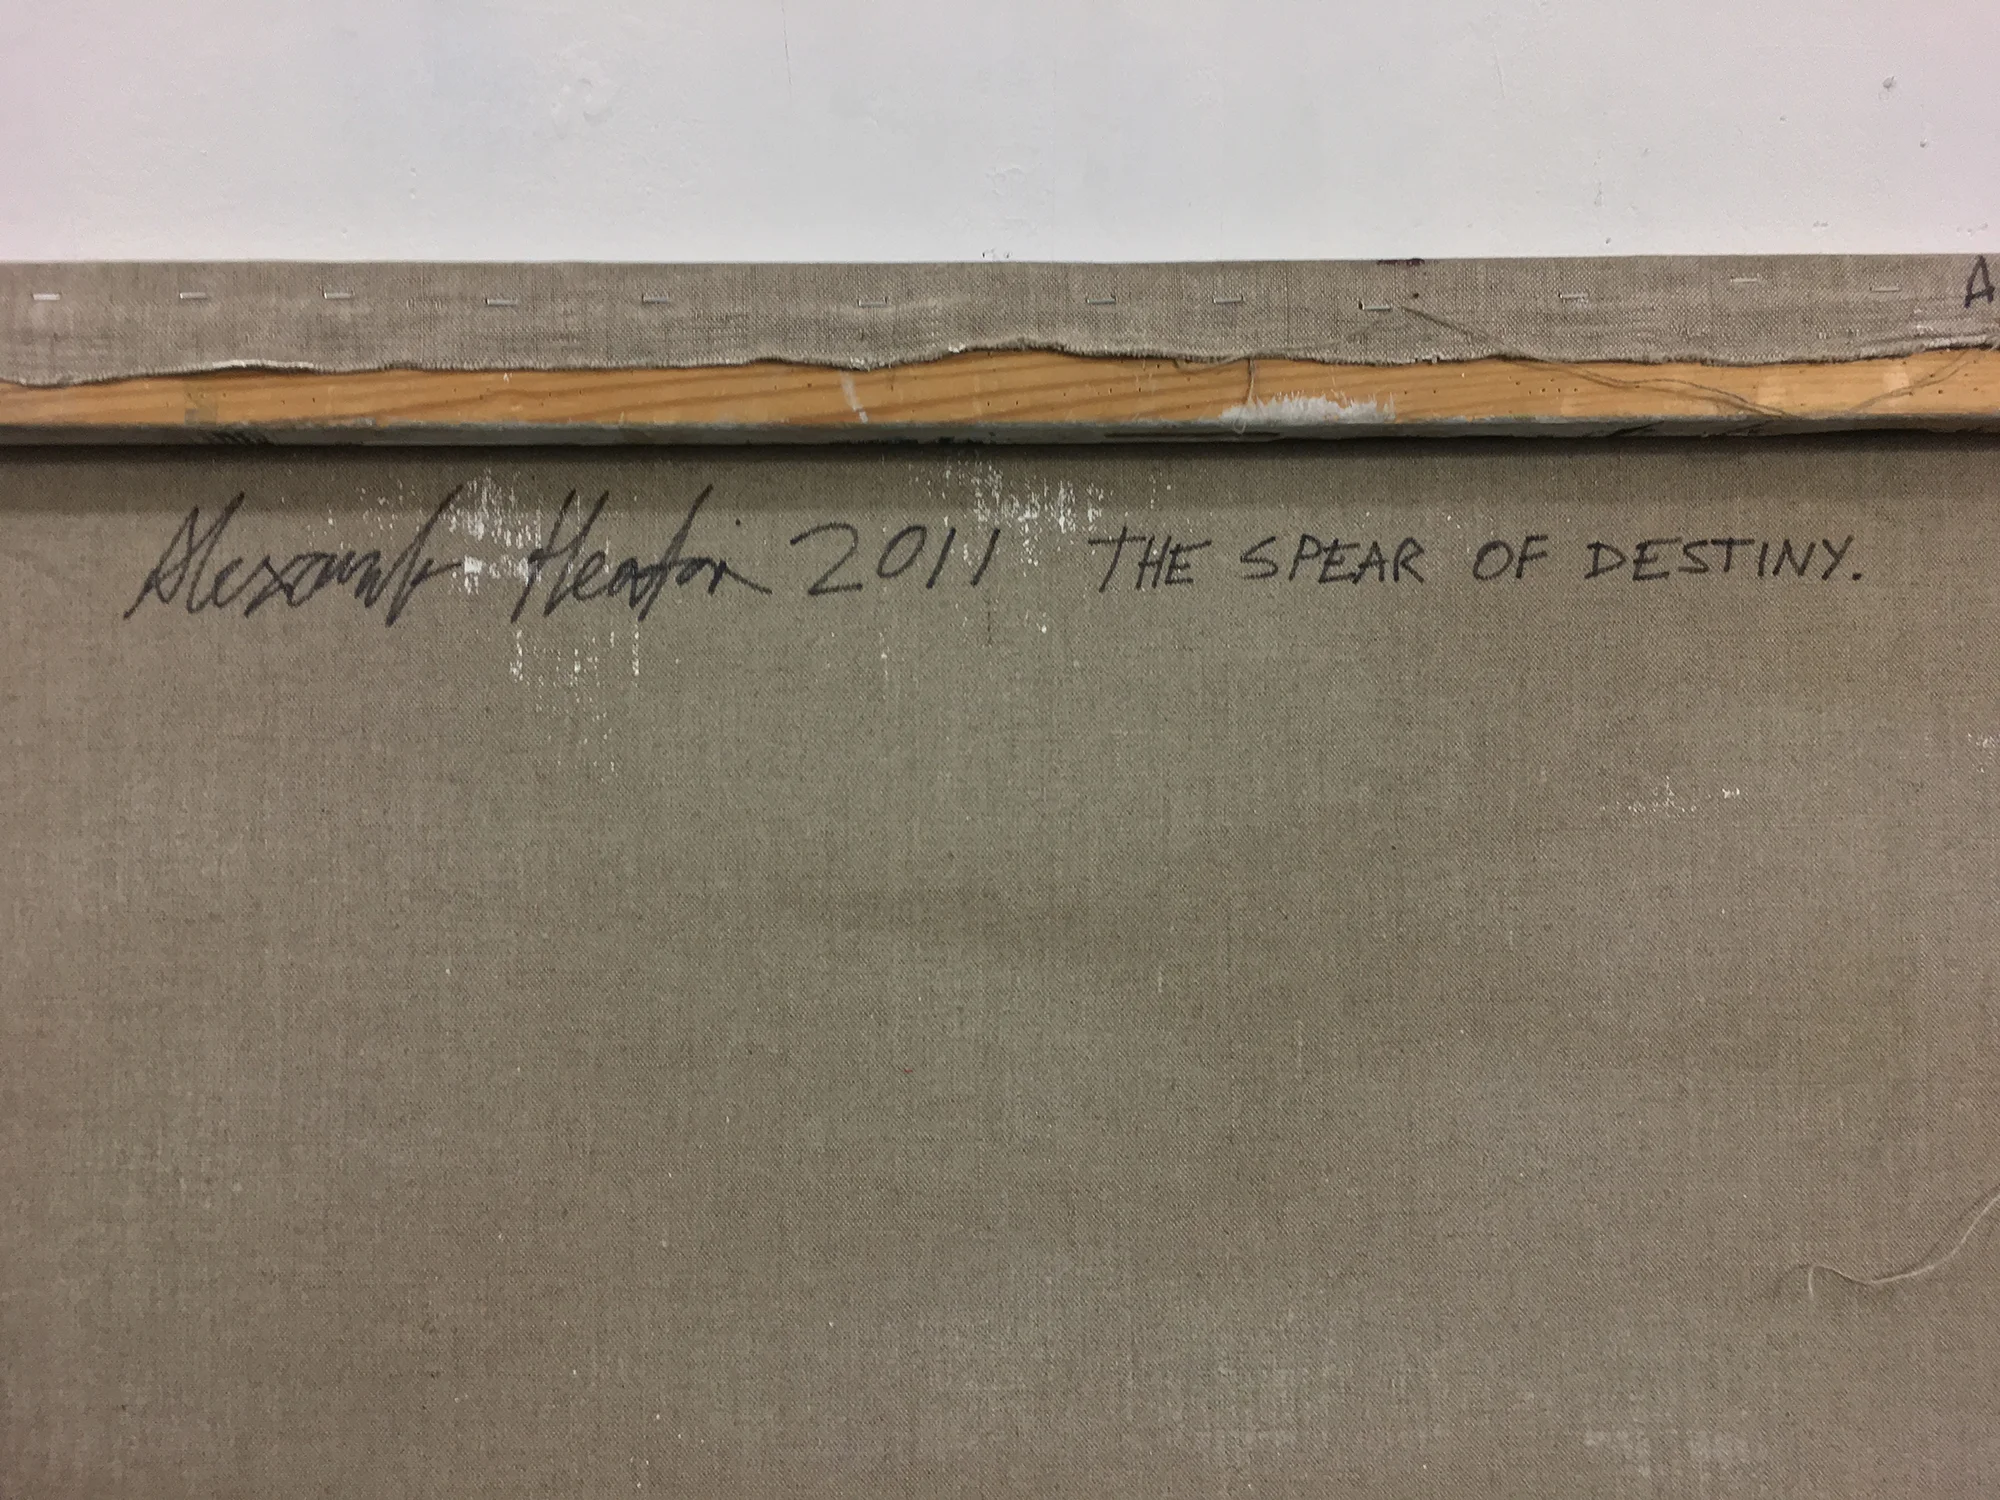 A
Alexander Heaton 2011 THE SPEAR OF DESTINY.